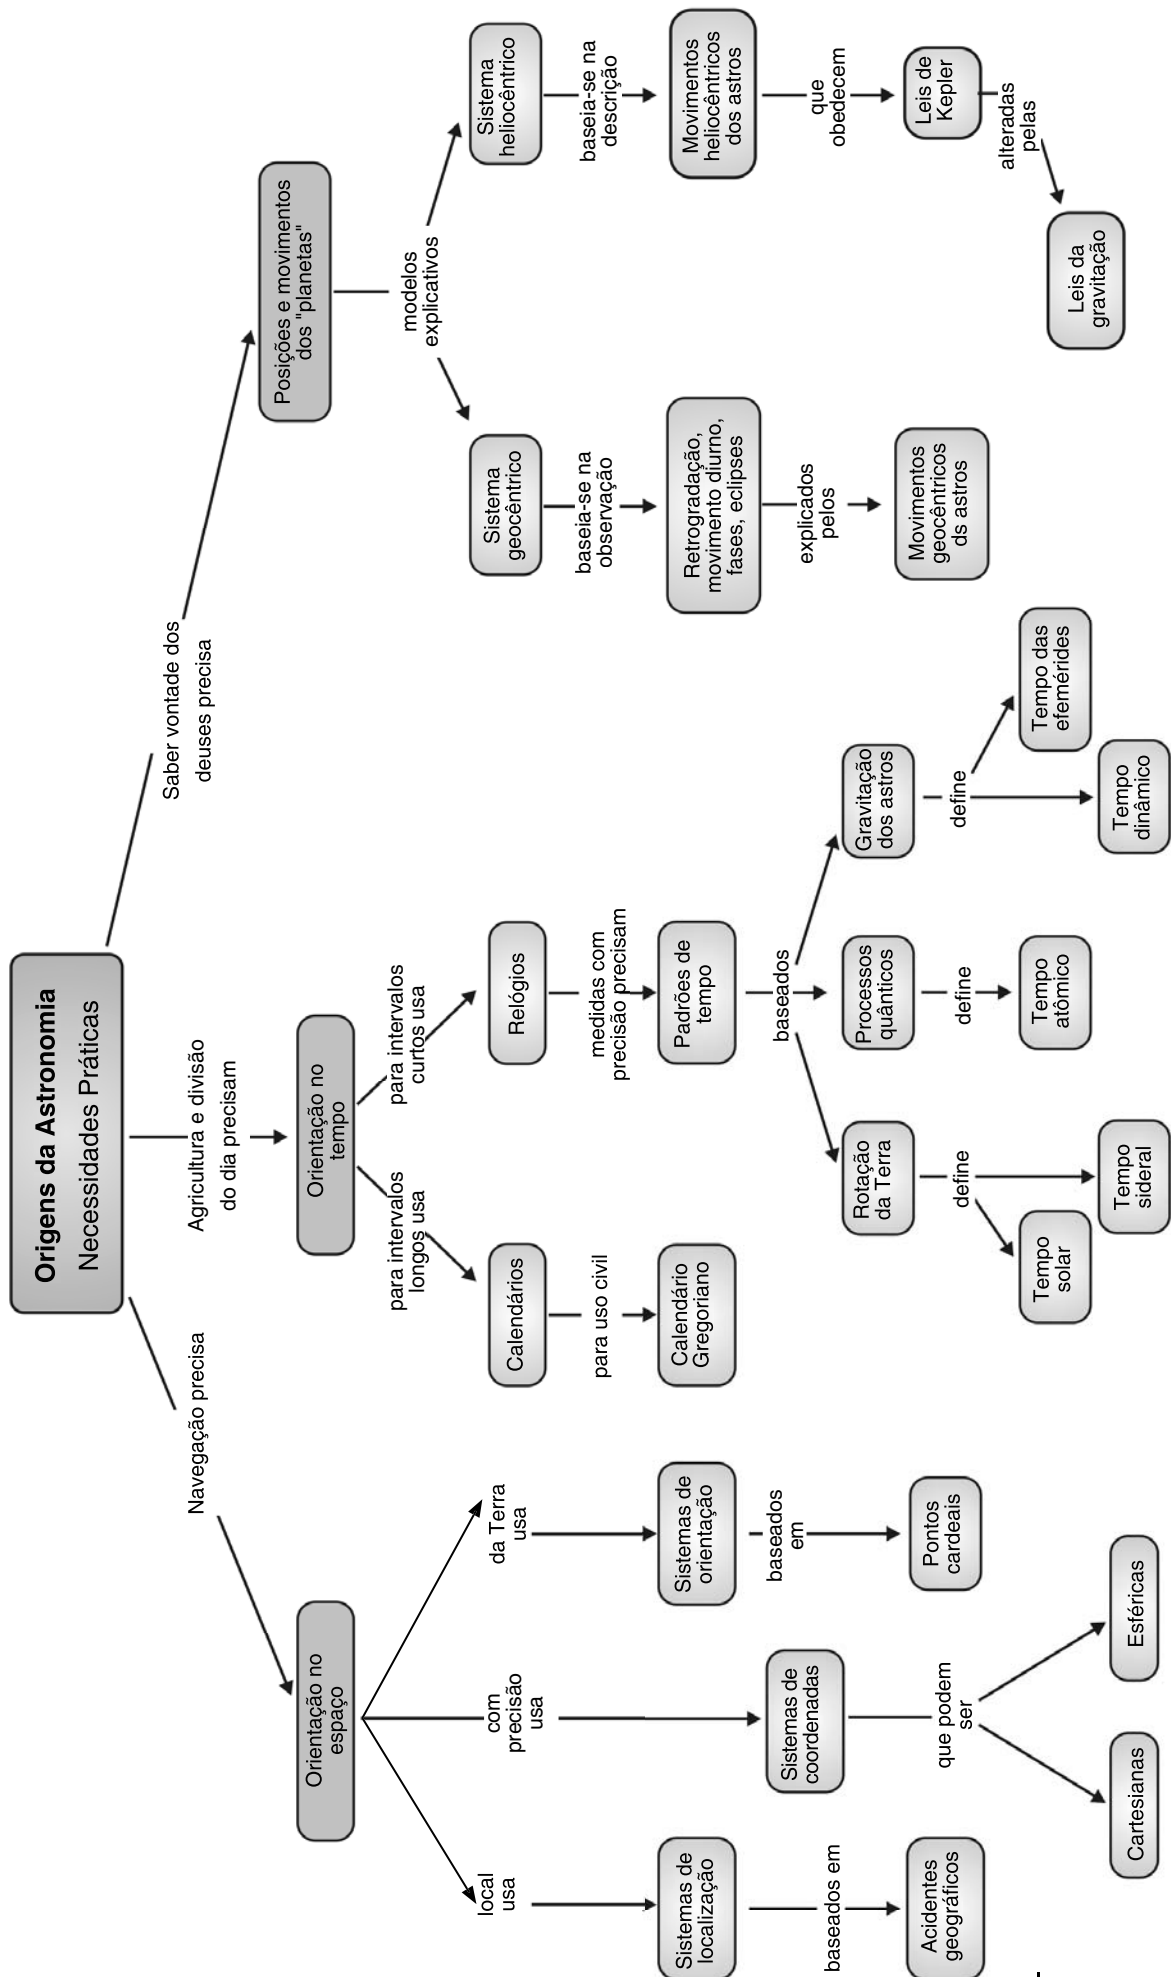 Origens da Astronomia
Necessidades Práticas
Navegação precisa
Agricultura e divisão
do dia precisam
Saber vontade dos
deuses precisa
Orientação no
espaço
Orientação no
tempo
Posições e movimentos
dos "planetas"
local
usa
com
precisão
usa
da Terra
usa
para intervalos
longos usa
para intervalos
curtos usa
modelos
explicativos
Calendários
Relógios
Sistema
geocêntrico
Sistema
heliocêntrico
para uso civil
medidas com
precisão precisam
baseia-se na
observação
baseia-se na
descrição
Sistemas de
localização
Sistemas de
coordenadas
Sistemas de
orientação
Calendário
Gregoriano
Padrões de
tempo
Retrogradação,
movimento diurno,
fases, eclipses
Movimentos
heliocêntricos
dos astros
baseados em
que podem
ser
baseados
em
baseados
explicados
pelos
que
obedecem
Acidentes
geográficos
Pontos
cardeais
Rotação
da Terra
Processos
quânticos
Gravitação
dos astros
Movimentos
geocêntricos
ds astros
Leis de
Kepler
define
define
define
alteradas
pelas
Cartesianas
Esféricas
Tempo
solar
Tempo
sideral
Tempo
atômico
Tempo
dinâmico
Tempo das
efemérides
Leis da
gravitação